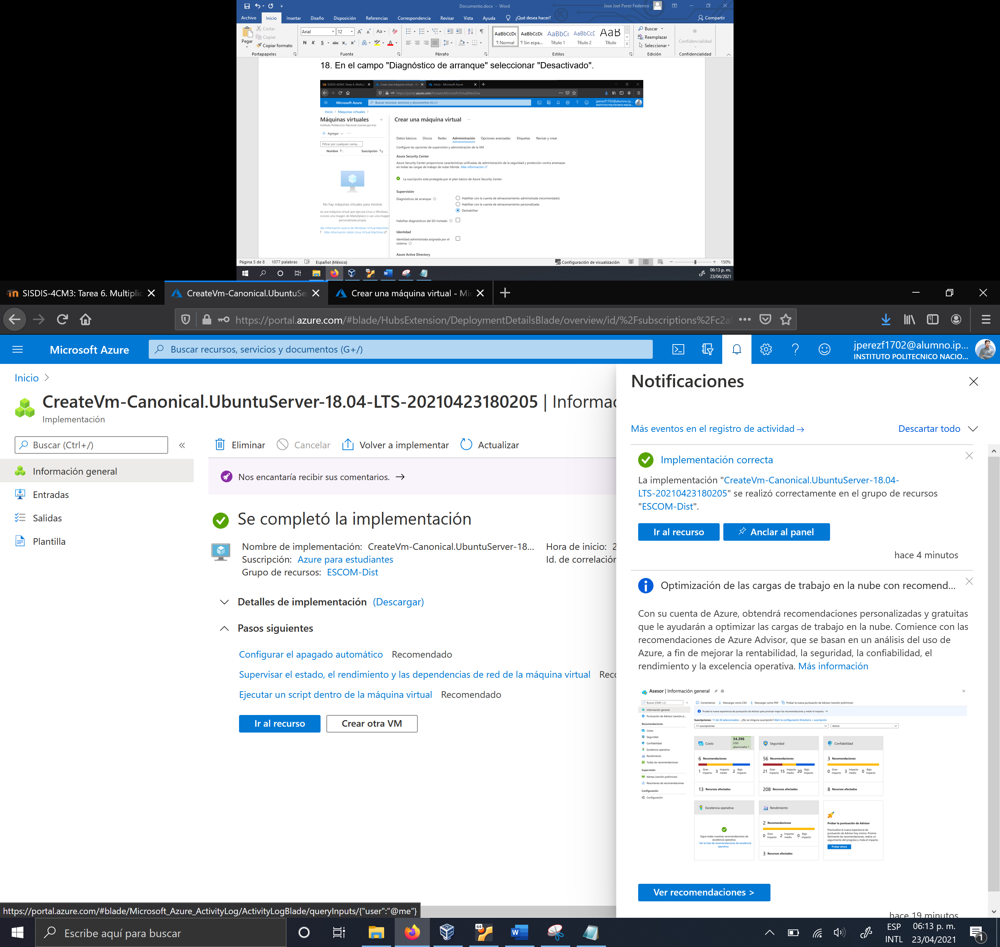 Documento.docx - Word
Jose Joel Perez Federico
Archivo Inicio Insertar Diseño Disposición Referencias Correspondencia Revisar Vista Ayuda ¿Qué desea hacer? Compartir
Pegar
Cortar
Copiar
Copiar formato
Portapapeles
Arial 12
N K S abc x₂ x²
Fuente
Párrafo
AaBbCcDc AaBbCcDc AaBbCc AaBbCcE AaB
¶ Normal ¶ Sin espa... Título 1 Título 2 Título
Estilos
Buscar
Reemplazar
Seleccionar
Edición
Confidencialidad
Confidencialidad
18. En el campo "Diagnóstico de arranque" seleccionar "Desactivado".
SISDIS-4CM3: Tarea 6. Multiplic Crear una máquina virtual - Mi Inicio - Microsoft Azure
https://portal.azure.com/#create/Microsoft.VirtualMachine
Microsoft Azure
Buscar recursos, servicios y documentos (G+/)
jperezf1702@alumno.ip...
INSTITUTO POLITECNICO NACIO...
Inicio > Máquinas virtuales >
Máquinas virtuales
Instituto Politecnico Nacional (correo.ipn.mx)
Agregar
Filtrar por cualquier camp...
Nombre Suscripción
No hay máquinas virtuales para mostrar
ea una máquina virtual que ejecuta Linux o Windows.
eccione una imagen de Marketplace o use una imagen
personalizada propia.
Más información acerca de Windows Virtual Machines
Más información sobre Linux Virtual Machines
Crear una máquina virtual
Datos básicos Discos Redes Administración Opciones avanzadas Etiquetas Revisar y crear
Configure las opciones de supervisión y administración de la VM.
Azure Security Center
Azure Security Center proporciona características unificadas de administración de la seguridad y protección contra amenazas
en todas las cargas de trabajo de nube híbrida. Más información
La suscripción está protegida por el plan básico de Azure Security Center.
Supervisión
Diagnósticos de arranque
Habilitar con la cuenta de almacenamiento administrada (recomendado)
Habilitar con la cuenta de almacenamiento personalizada
Deshabilitar
Habilitar diagnósticos del SO invitado
Identidad
Identidad administrada asignada por el
sistema
Azure Active Directory
Página 5 de 8 1077 palabras Español (México) Configuración de visualización 150%
06:13 p. m.
23/04/2021
SISDIS-4CM3: Tarea 6. Multiplic CreateVm-Canonical.UbuntuSer Crear una máquina virtual - Mic
https://portal.azure.com/#blade/HubsExtension/DeploymentDetailsBlade/overview/id/%2Fsubscriptions%2Fc2a
Microsoft Azure
Buscar recursos, servicios y documentos (G+/)
jperezf1702@alumno.ip...
INSTITUTO POLITECNICO NACIO...
Inicio >
CreateVm-Canonical.UbuntuServer-18.04-LTS-20210423180205 | Informac
Implementación
Buscar (Ctrl+/)
Información general
Entradas
Salidas
Plantilla
Eliminar Cancelar Volver a implementar Actualizar
Nos encantaría recibir sus comentarios. →
Se completó la implementación
Nombre de implementación: CreateVm-Canonical.UbuntuServer-18... Hora de inicio: 2
Suscripción: Azure para estudiantes Id. de correlación
Grupo de recursos: ESCOM-Dist
Detalles de implementación (Descargar)
Pasos siguientes
Configurar el apagado automático Recomendado
Supervisar el estado, el rendimiento y las dependencias de red de la máquina virtual Reco
Ejecutar un script dentro de la máquina virtual Recomendado
Ir al recurso Crear otra VM
Notificaciones
Más eventos en el registro de actividad → Descartar todo
Implementación correcta
La implementación "CreateVm-Canonical.UbuntuServer-18.04-
LTS-20210423180205" se realizó correctamente en el grupo de recursos
"ESCOM-Dist".
Ir al recurso Anclar al panel
hace 4 minutos
Optimización de las cargas de trabajo en la nube con recomend...
Con su cuenta de Azure, obtendrá recomendaciones personalizadas y gratuitas
que le ayudarán a optimizar las cargas de trabajo en la nube. Comience con las
recomendaciones de Azure Advisor, que se basan en un análisis del uso de
Azure, a fin de mejorar la rentabilidad, la seguridad, la confiabilidad, el
rendimiento y la excelencia operativa. Más información
Asesor | Información general
Buscar (CMD +/)
Información general
Puntuación de Advisor (versión p...
Recomendaciones
Costo
Seguridad
Confiabilidad
Excelencia operativa
Rendimiento
Todas las recomendaciones
Supervisión
Alertas (versión preliminar)
Resúmenes de recomendaciones
Configuración
Configuración
Comentarios Descargar como CSV Descargar como PDF Probar la nueva puntuación de Advisor (versión preliminar)
Pruebe la nueva experiencia de puntuación de Advisor para priorizar mejor las recomendaciones y medir el impacto. →
Suscripciones: 11 de 30 seleccionados – ¿No ve ninguna suscripción? Abrir la configuración Directorio + suscripción
11 suscripciones Activo
Costo
54.396
USD
ahorro/año *
6 Recomendaciones
1 Gran impacto 3 Impacto medio 2 Bajo impacto
13 Recursos afectados
Seguridad
56 Recomendaciones
21 Gran impacto 15 Impacto medio 20 Bajo impacto
208 Recursos afectados
Confiabilidad
3 Recomendaciones
0 Gran impacto 3 Impacto medio 0 Bajo impacto
8 Recursos afectados
Excelencia operativa
Sigue todas nuestras recomendaciones de
excelencia operativa.
Ver la lista de recomendaciones de excelencia
operativa
Rendimiento
2 Recomendaciones
0 Gran impacto 2 Impacto medio 0 Bajo impacto
3 Recursos afectados
Probar la puntuación de Advisor
Previsualice la nueva experiencia de
puntuación de Advisor hoy mismo. Priorice
fácilmente las recomendaciones, realice un
seguimiento del progreso y mida el impacto.
Probar ahora
Ver recomendaciones >
hace 19 minutos
https://portal.azure.com/#blade/Microsoft_Azure_ActivityLog/ActivityLogBlade/queryInputs/{"user":"@me"}
Escribe aquí para buscar
64
ESP
INTL
06:13 p. m.
23/04/2021
1